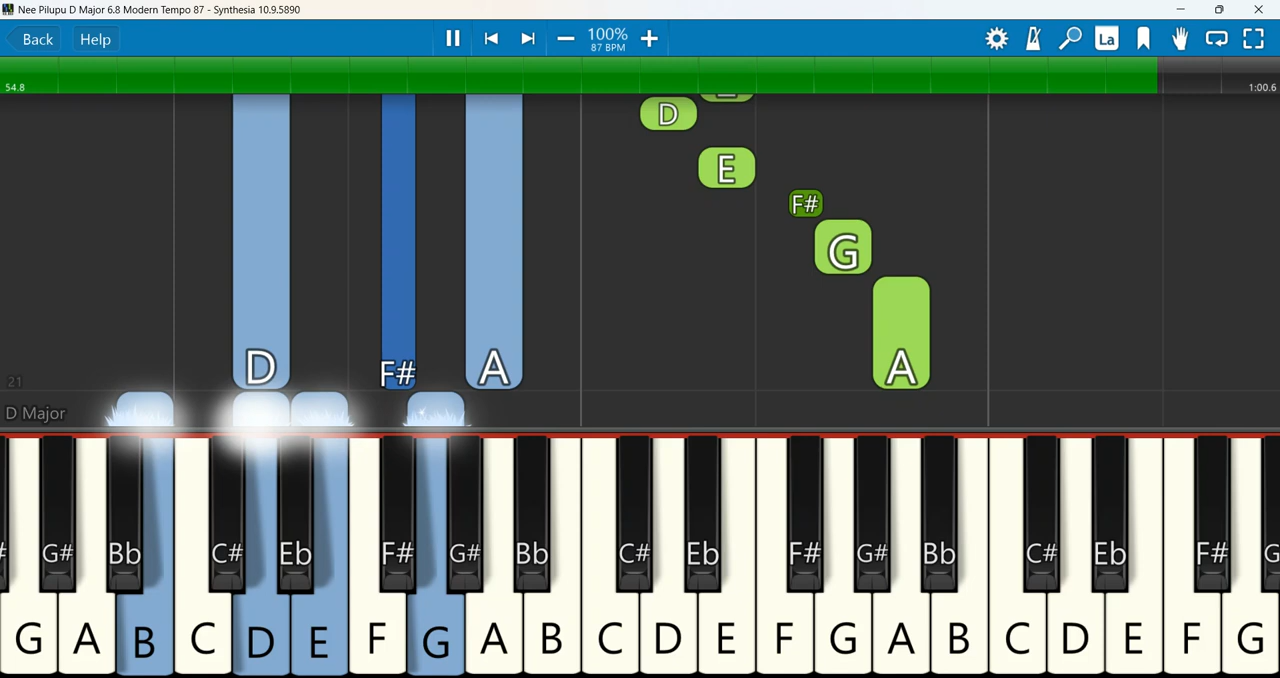 Nee Pilupu D Major 6.8 Modern Tempo 87 - Synthesia 10.9.5890
Back Help 100% La
87 BPM
54.8 1:00.6
D
E
F#
G
D F# A A
21
D Major
G# Bb C# Eb F# G# Bb C# Eb F# G# Bb C# Eb F# G
G A B C D E F G A B C D E F G A B C D E F G